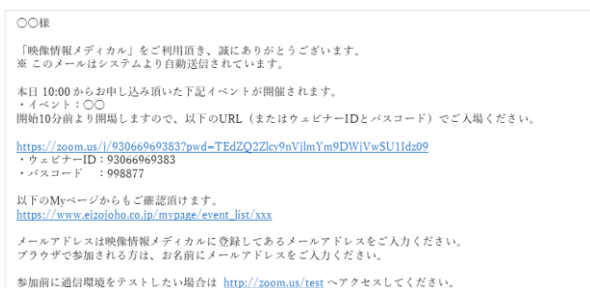 〇〇様
「映像情報メディカル」をご利用頂き、誠にありがとうございます。
※ このメールはシステムより自動送信されています。
本日 10:00 からお申し込み頂いた下記イベントが開催されます。
・イベント：〇〇
開始10分前より開場しますので、以下のURL（またはウェビナーIDとパスコード）でご入場ください。
https://zoom.us/j/93066969383?pwd=TEdZQ2Zlcv9nVjlmYm9DWjVwSU1Idz09
・ウェビナーID：93066969383
・パスコード　：998877
以下のMyページからもご確認頂けます。
https://www.eizojoho.co.jp/mypage/event_list/xxx
メールアドレスは映像情報メディカルに登録してあるメールアドレスをご入力ください。
ブラウザで参加される方は、お名前にメールアドレスをご入力ください。
参加前に通信環境をテストしたい場合は http://zoom.us/test へアクセスしてください。